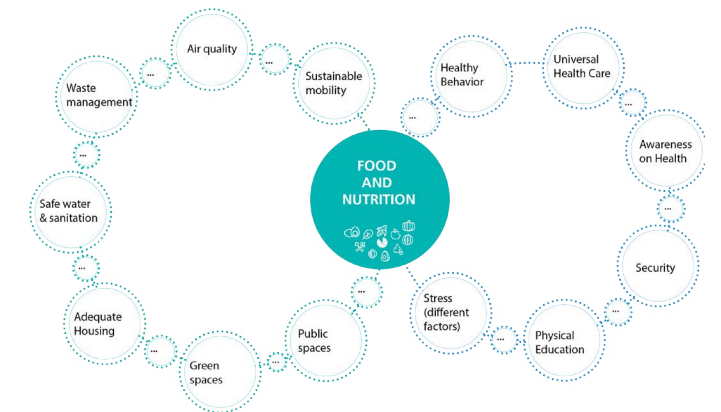 Air quality
...
...
Sustainable
mobility
Waste
management
...
Safe water
& sanitation
...
Adequate
Housing
...
Green
spaces
...
Public
spaces
...
FOOD
AND
NUTRITION
...
Healthy
Behavior
Universal
Health Care
...
Awareness
on Health
...
Security
...
Physical
Education
...
Stress
(different
factors)